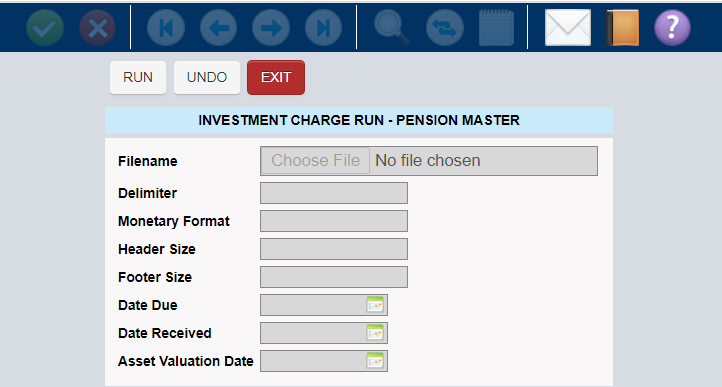 ?
RUN UNDO EXIT
INVESTMENT CHARGE RUN - PENSION MASTER
Filename Choose File No file chosen
Delimiter
Monetary Format
Header Size
Footer Size
Date Due
Date Received
Asset Valuation Date